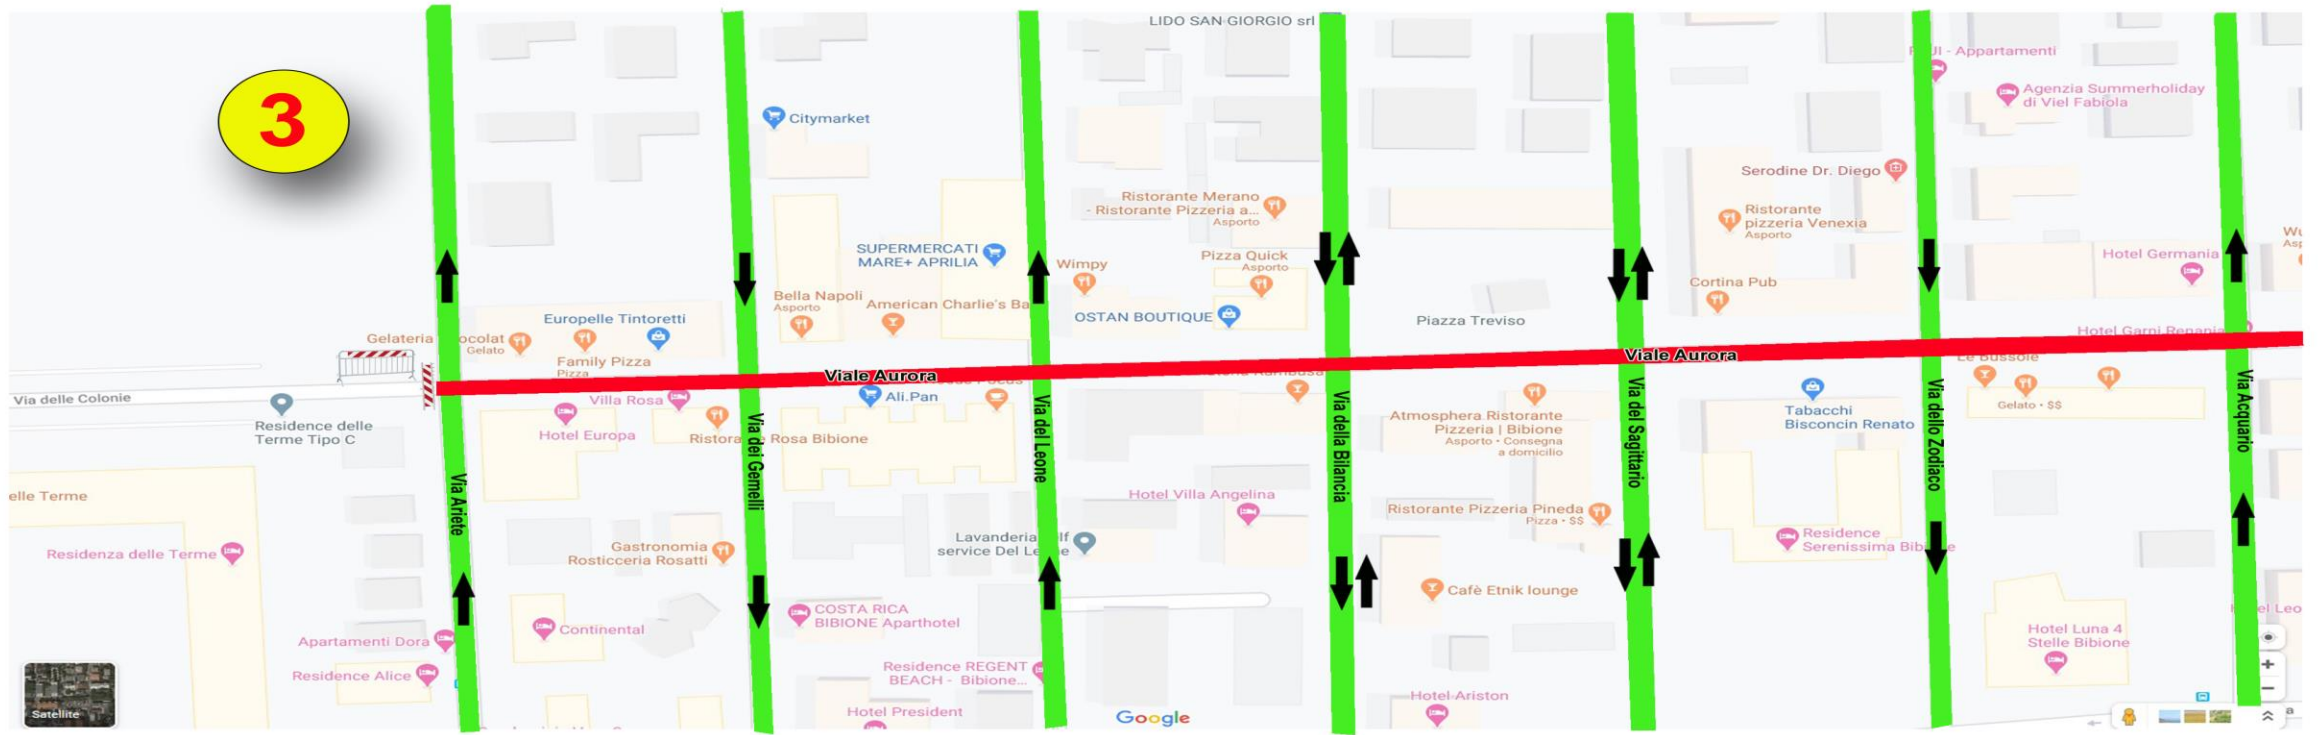 3
LIDO SAN GIORGIO srl
- Appartamenti
Agenzia Summerholiday
di Viel Fabiola
Citymarket
Serodine Dr. Diego
Ristorante Merano
- Ristorante Pizzeria a...
Asporto
Ristorante
pizzeria Venexia
Asporto
SUPERMERCATI
MARE+ APRILIA
Wimpy
Pizza Quick
Asporto
Hotel Germania
Cortina Pub
Bella Napoli
Asporto
American Charlie's Ba
OSTAN BOUTIQUE
Piazza Treviso
Europelle Tintoretti
Gelateria
ocolat
Gelato
Family Pizza
Pizza
Hotel Garni Renania
Viale Aurora
Viale Aurora
Le Bussole
Via delle Colonie
Residence delle
Terme Tipo C
Villa Rosa
Hotel Europa
Ali.Pan
Ristora
e Rosa Bibione
Atmosphera Ristorante
Pizzeria | Bibione
Asporto • Consegna
a domicilio
Tabacchi
Bisconcin Renato
Gelato • $$
Via Ariete
Via dei Gemelli
Via del Leone
Via della Bilancia
Via del Sagittario
Via dello Zodiaco
Via Acquario
elle Terme
Residenza delle Terme
Hotel Villa Angelina
Ristorante Pizzeria Pineda
Pizza • $$
Lavanderia
lf
service Del Le
ne
Gastronomia
Rosticceria Rosatti
Residence
Serenissima Bib
ne
Cafè Etnik lounge
COSTA RICA
BIBIONE Aparthotel
Continental
Apartamenti Dora
Residence Alice
Residence REGENT
BEACH - Bibione...
Hotel President
Hotel Ariston
Hotel Luna 4
Stelle Bibione
el Leo
Satellite
Google